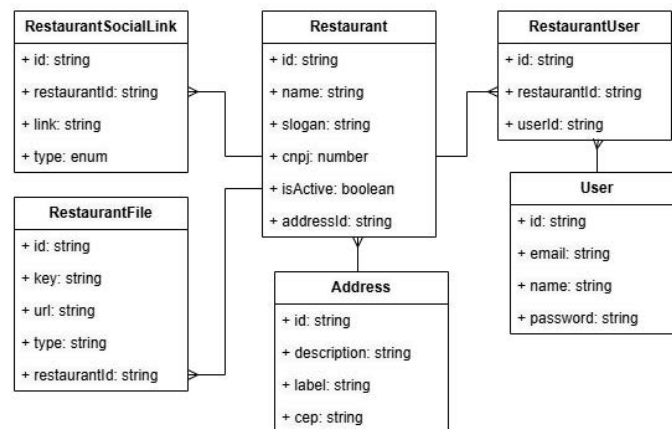 RestaurantSocialLink
+ id: string
+ restaurantId: string
+ link: string
+ type: enum
Restaurant
+ id: string
+ name: string
+ slogan: string
+ cnpj: number
+ isActive: boolean
+ addressId: string
RestaurantUser
+ id: string
+ restaurantId: string
+ userId: string
RestaurantFile
+ id: string
+ key: string
+ url: string
+ type: string
+ restaurantId: string
Address
+ id: string
+ description: string
+ label: string
+ cep: string
User
+ id: string
+ email: string
+ name: string
+ password: string